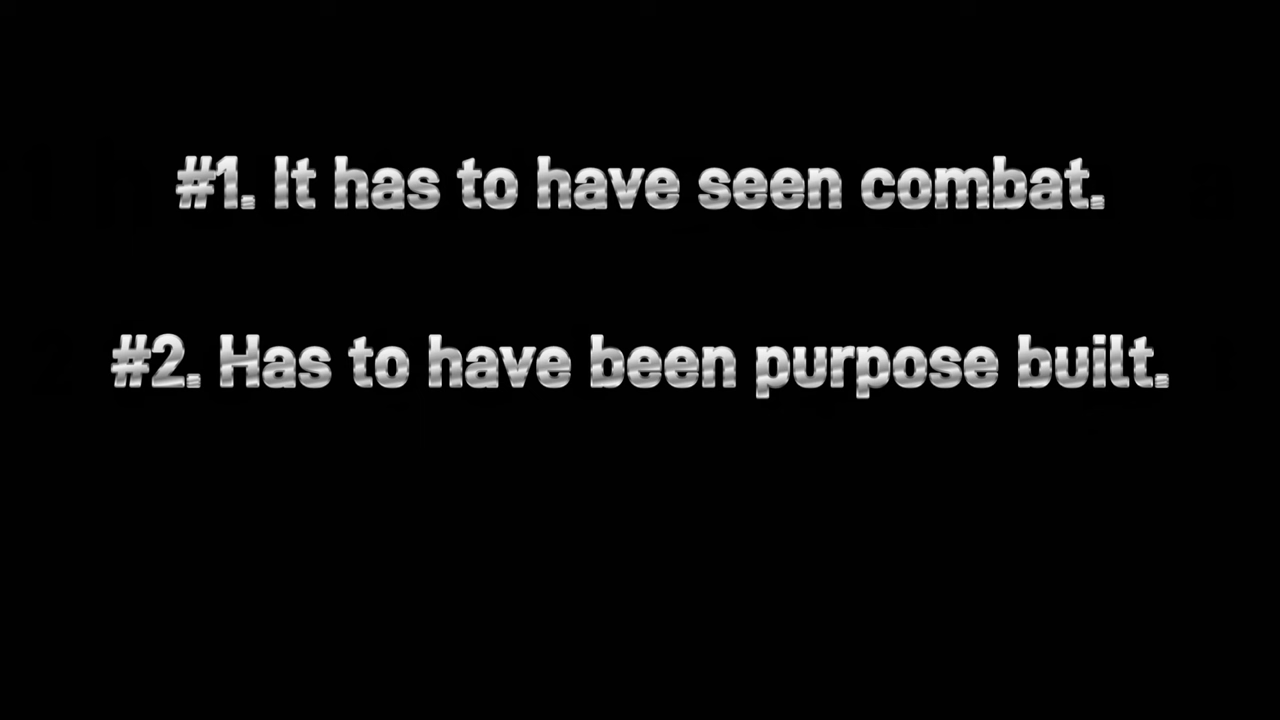 #1. It has to have seen combat.
#2. Has to have been purpose built.